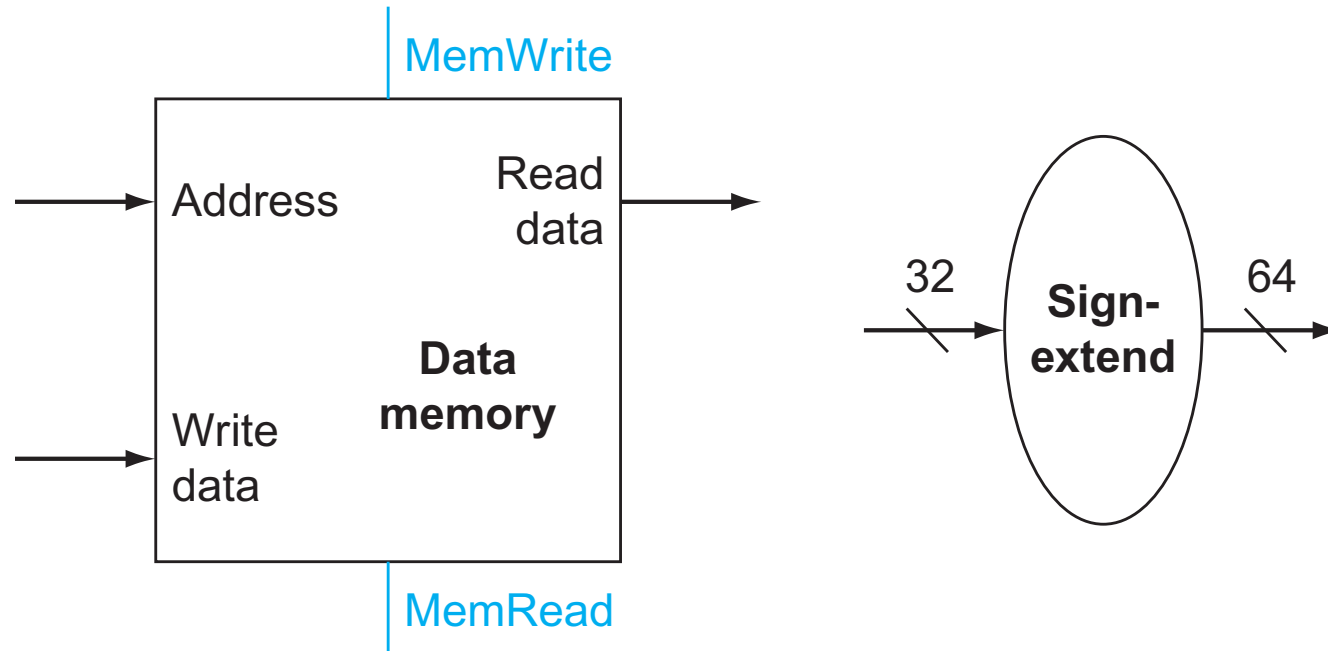 MemWrite
Address
Read
data
Data
memory
Write
data
MemRead
32
Sign-
extend
64